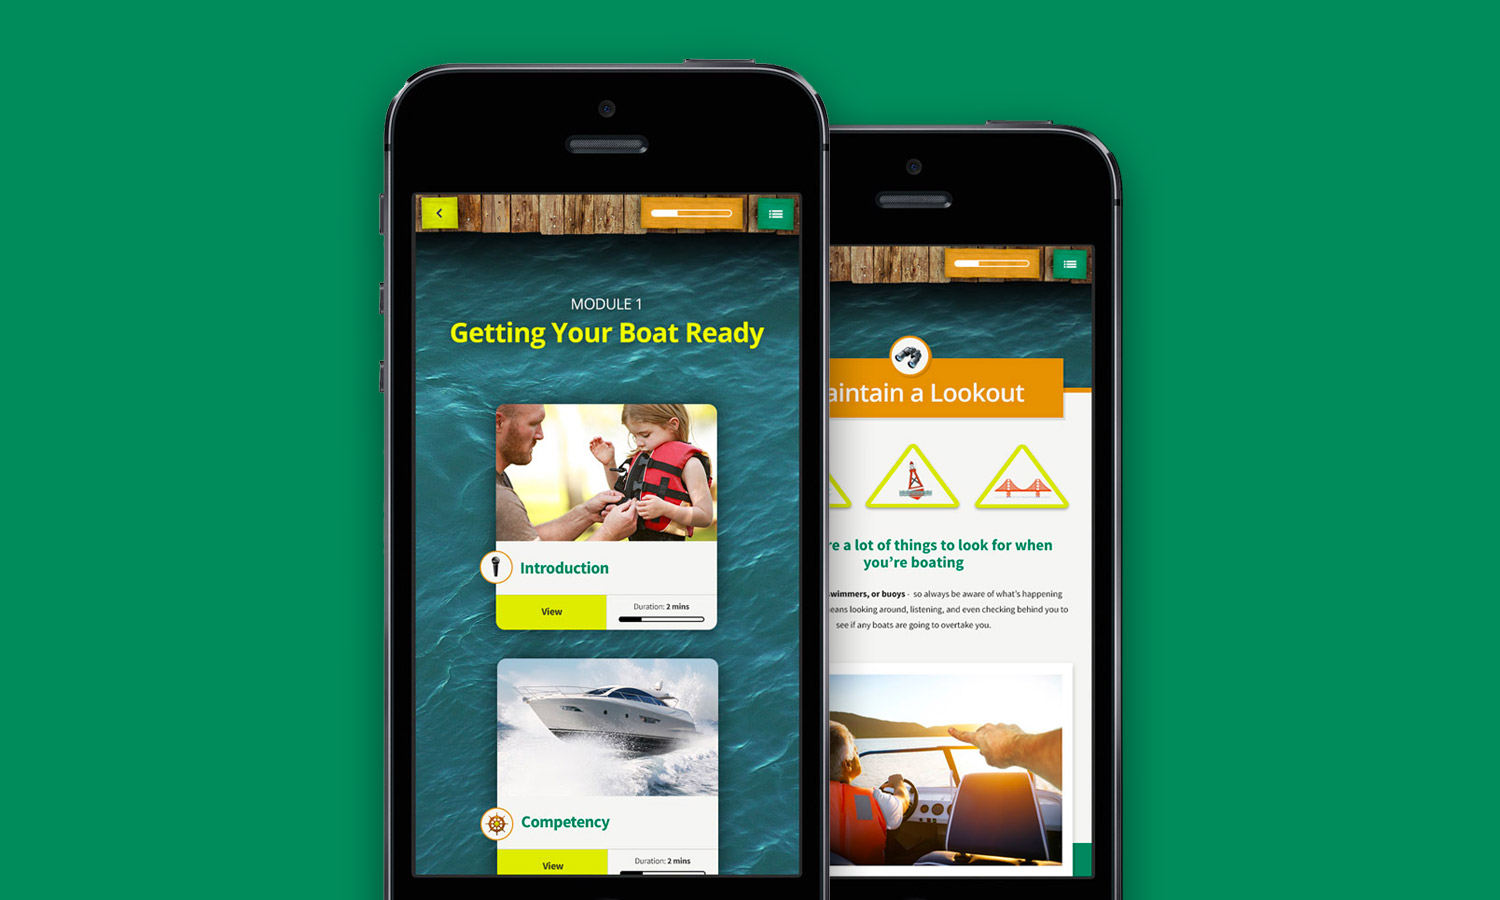 MODULE 1
Getting Your Boat Ready
Introduction
View
Duration: 2 mins
Competency
View
Duration: 2 mins
aintain a Lookout
re a lot of things to look for when
you're boating
swimmers, or buoys - so always be aware of what's happening
eans looking around, listening, and even checking behind you to
see if any boats are going to overtake you.